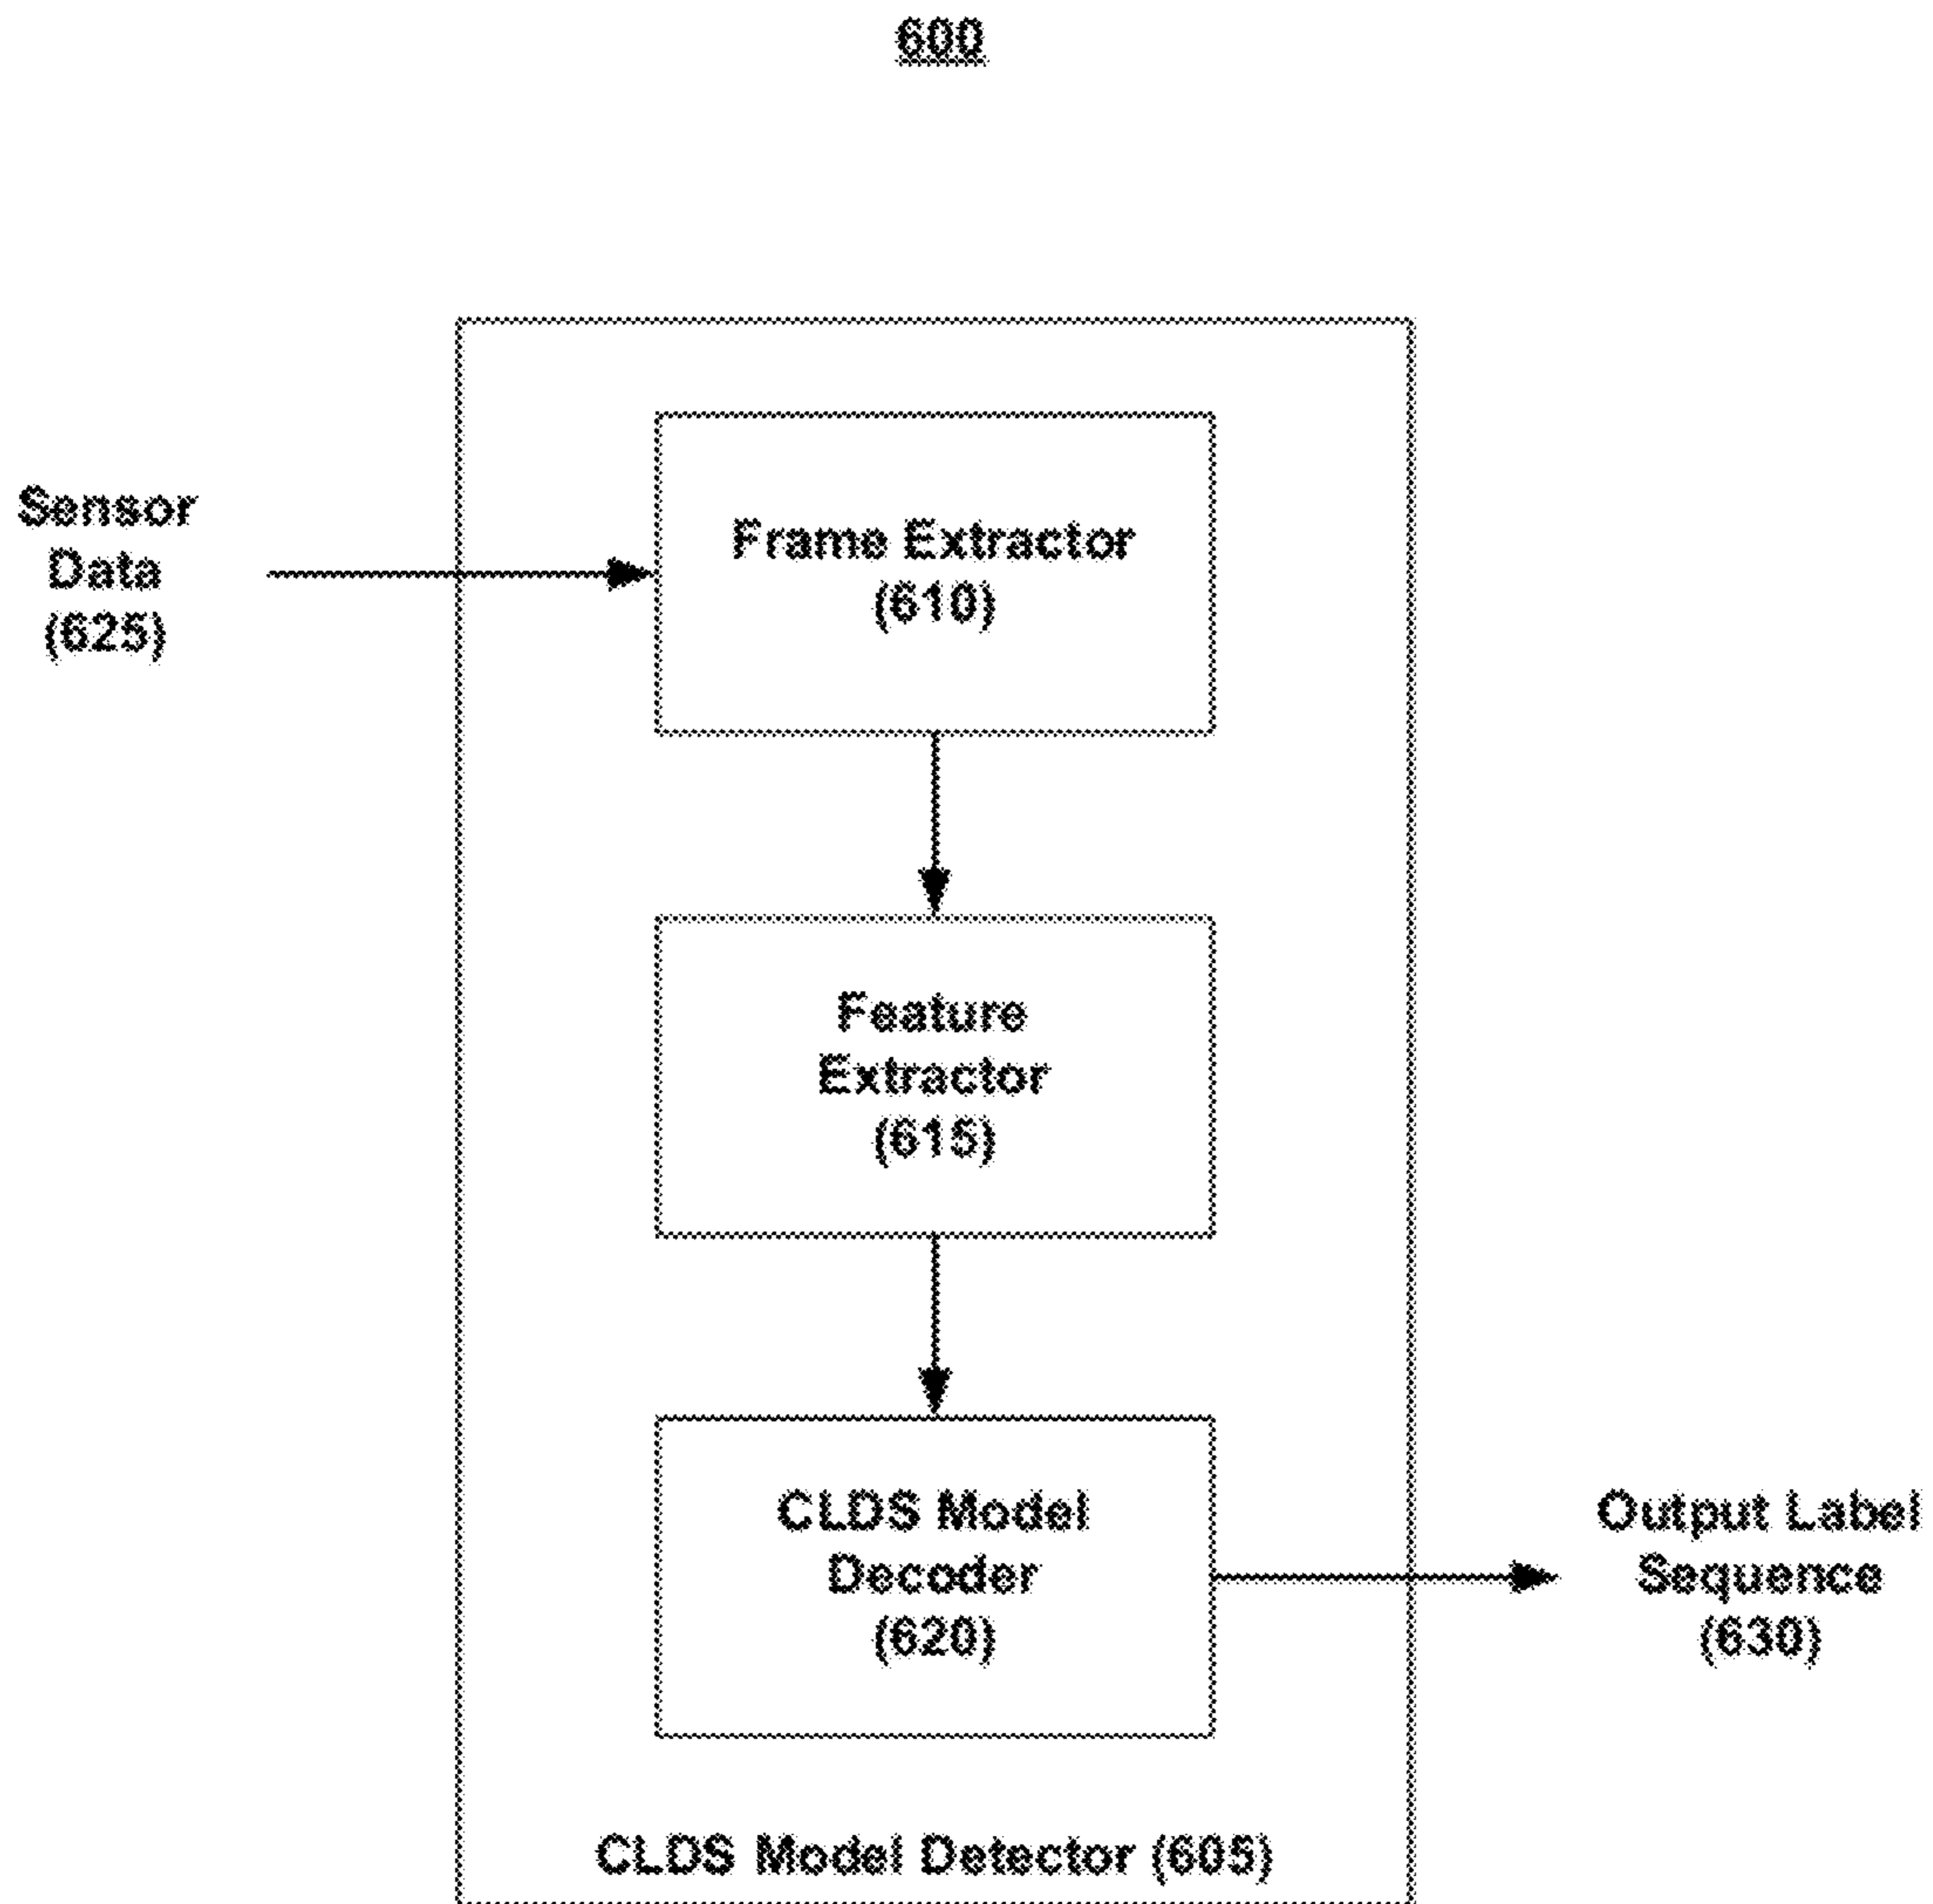 600
Sensor
Data
(625)
Frame Extractor
(610)
Feature
Extractor
(615)
CLDS Model
Decoder
(620)
Output Label
Sequence
(630)
CLDS Model Detector (605)